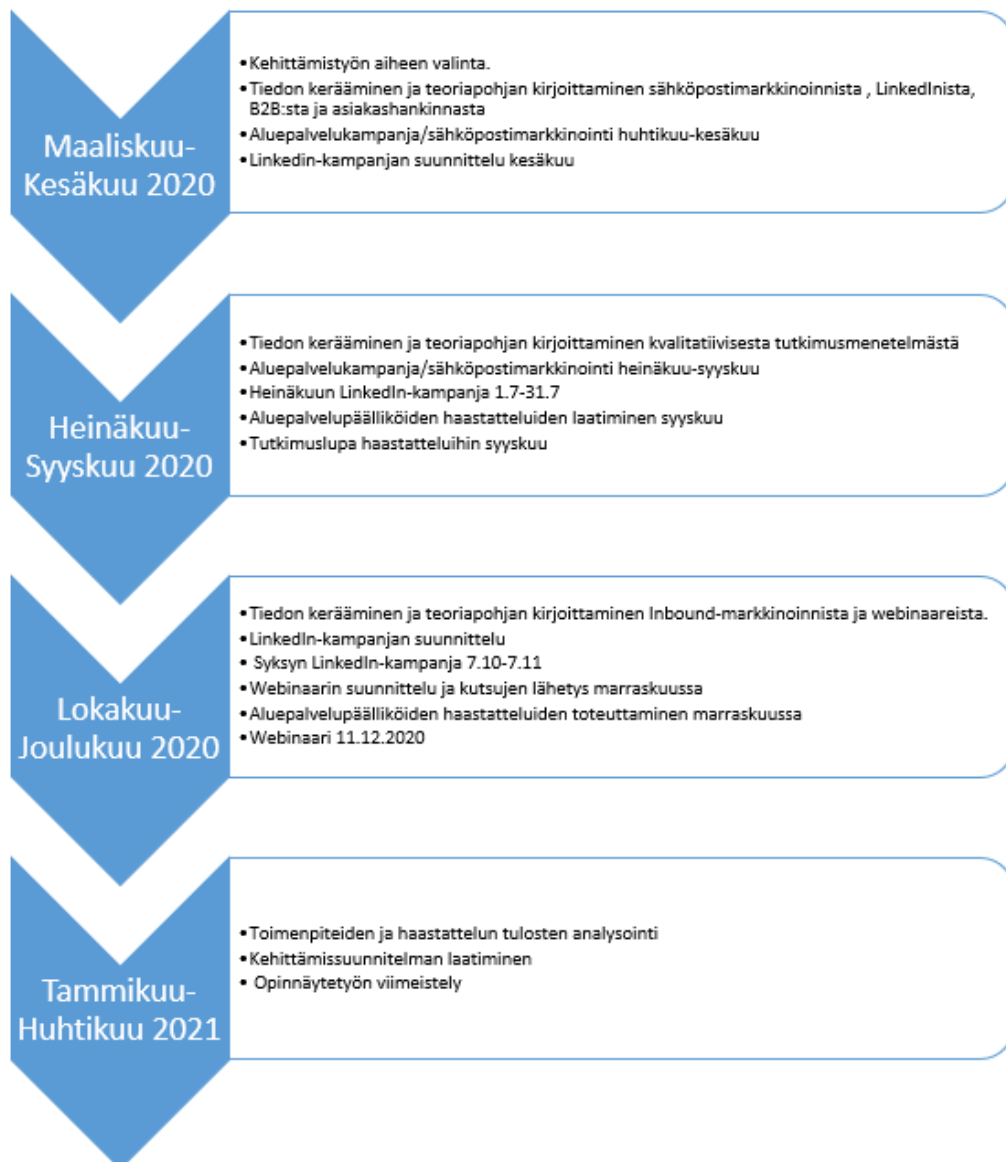 Maaliskuu-
Kesäkuu 2020
•Kehittämistyön aiheen valinta.
•Tiedon kerääminen ja teoriapohjan kirjoittaminen sähköpostimarkkinoinnista , LinkedInista,
B2B:sta ja asiakashankinnasta
•Aluepalvelukampanja/sähköpostimarkkinointi huhtikuu-kesäkuu
•Linkedin-kampanjan suunnittelu kesäkuu
Heinäkuu-
Syyskuu 2020
•Tiedon kerääminen ja teoriapohjan kirjoittaminen kvalitatiivisesta tutkimusmenetelmästä
•Aluepalvelukampanja/sähköpostimarkkinointi heinäkuu-syyskuu
•Heinäkuun LinkedIn-kampanja 1.7-31.7
•Aluepalvelupäälliköiden haastatteluiden laatiminen syyskuu
•Tutkimuslupa haastatteluihin syyskuu
Lokakuu-
Joulukuu 2020
•Tiedon kerääminen ja teoriapohjan kirjoittaminen Inbound-markkinoinnista ja webinaareista.
•LinkedIn-kampanjan suunnittelu
• Syksyn LinkedIn-kampanja 7.10-7.11
•Webinaarin suunnittelu ja kutsujen lähetys marraskuussa
•Aluepalvelupäälliköiden haastatteluiden toteuttaminen marraskuussa
•Webinaari 11.12.2020
Tammikuu-
Huhtikuu 2021
•Toimenpiteiden ja haastattelun tulosten analysointi
•Kehittämissuunnitelman laatiminen
• Opinnäytetyön viimeistely